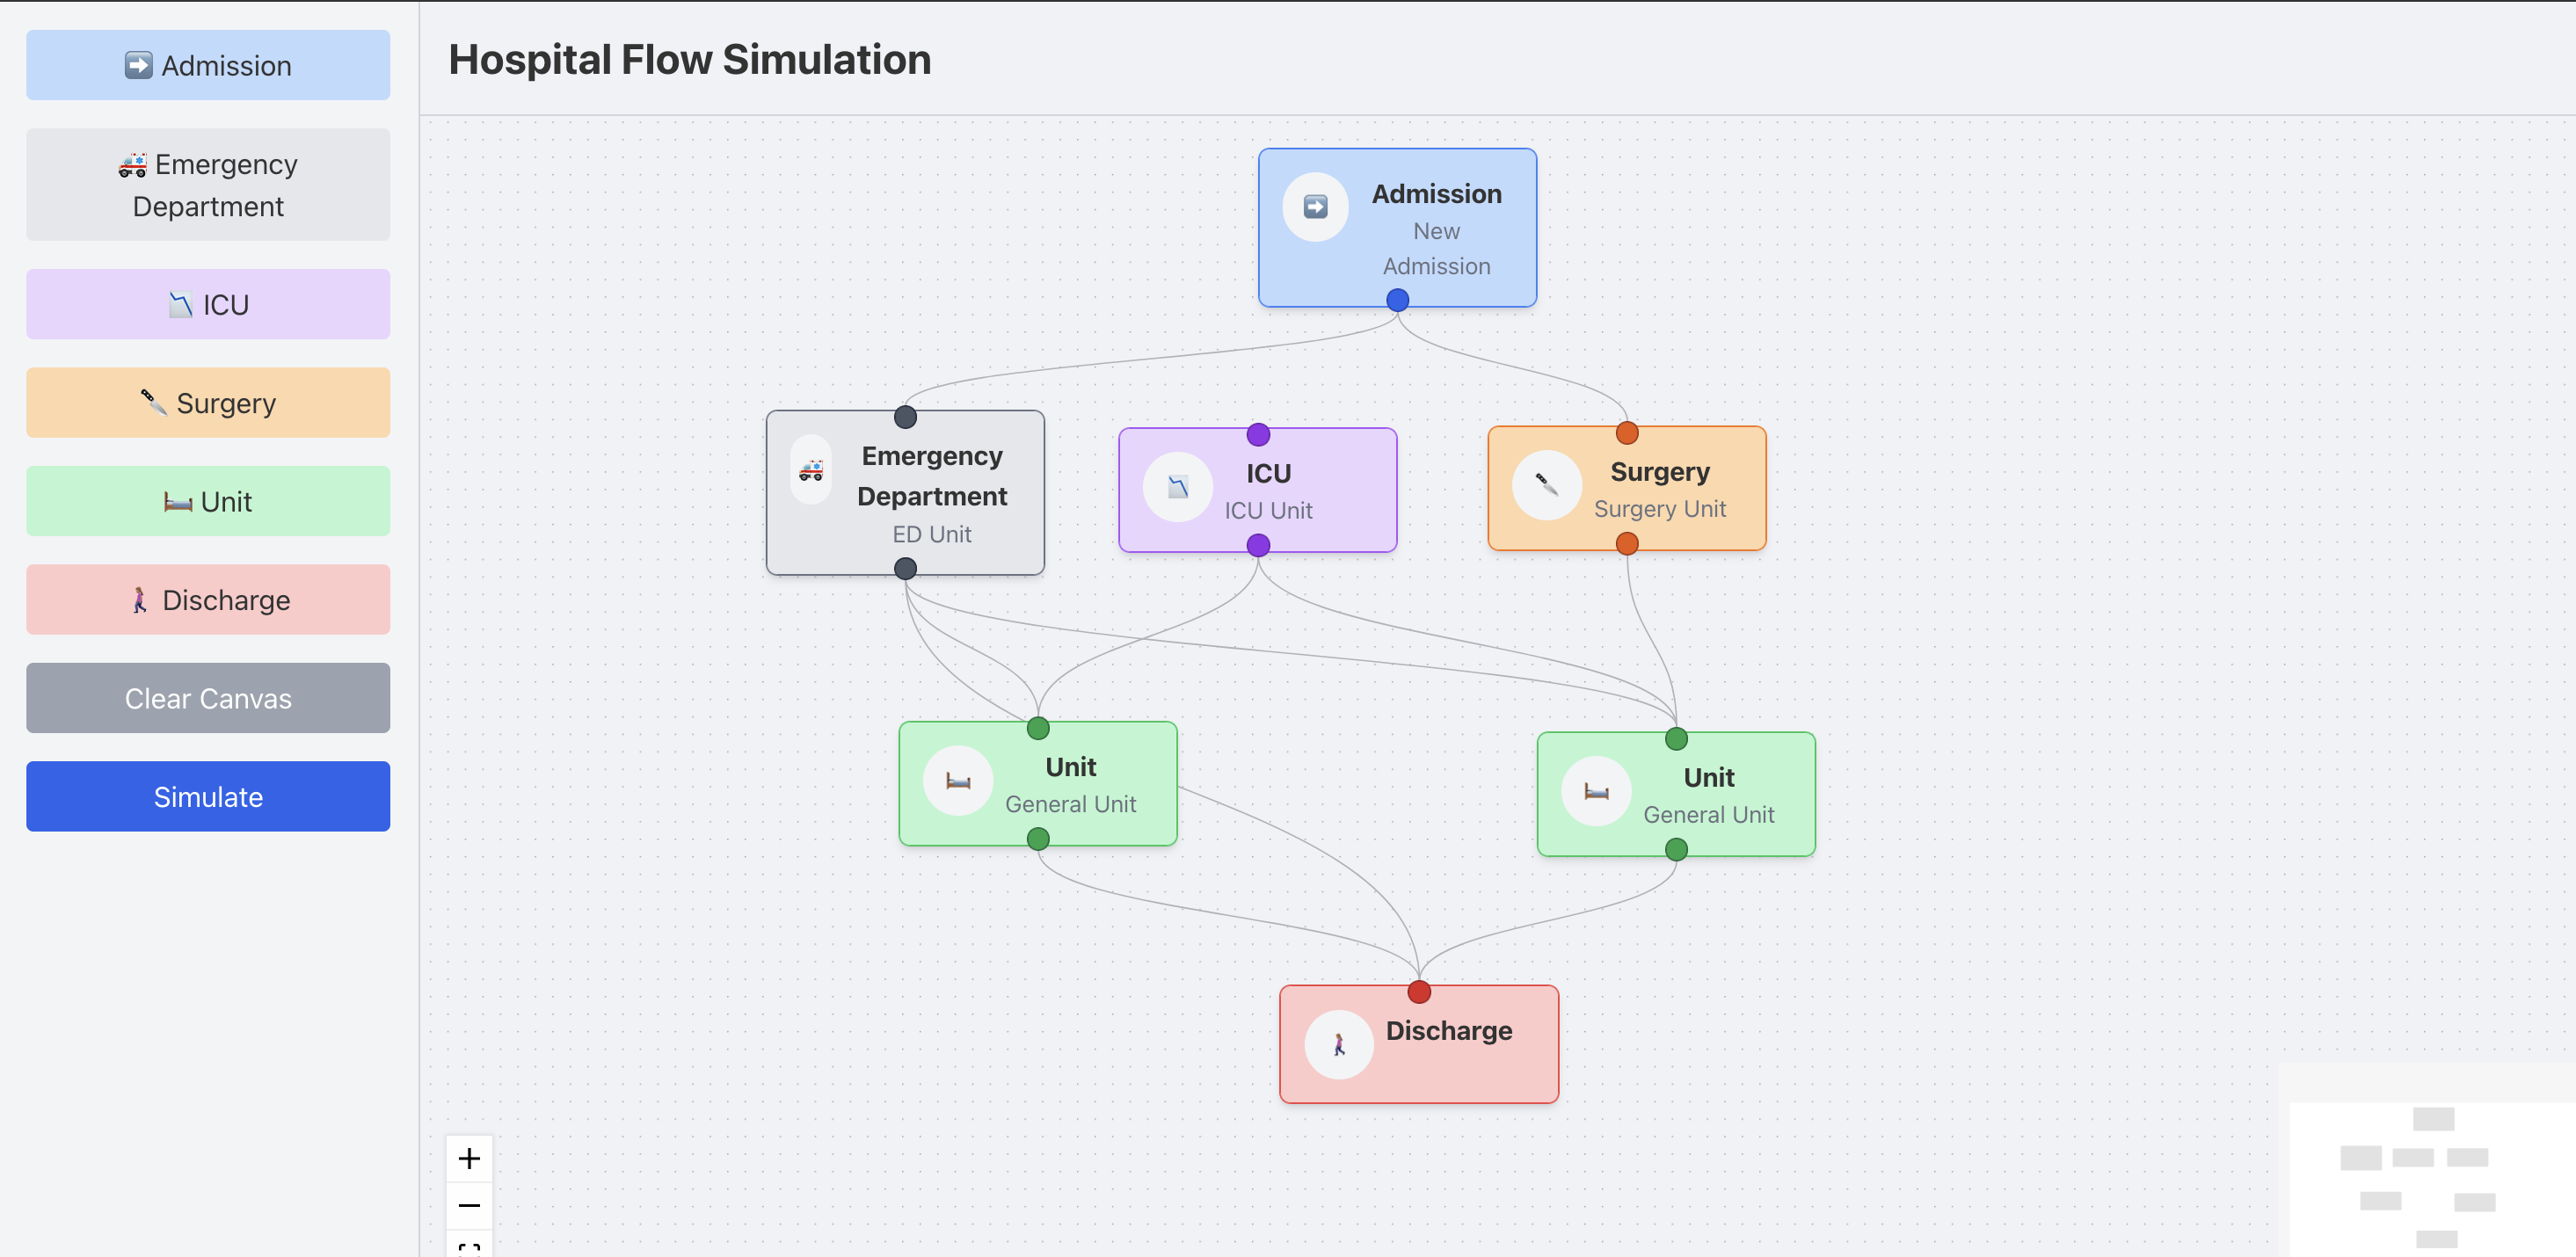 Admission
Emergency
Department
ICU
Surgery
Unit
Discharge
Clear Canvas
Simulate
Hospital Flow Simulation
Admission
New
Admission
Emergency
Department
ED Unit
ICU
ICU Unit
Surgery
Surgery Unit
Unit
General Unit
Unit
General Unit
Discharge